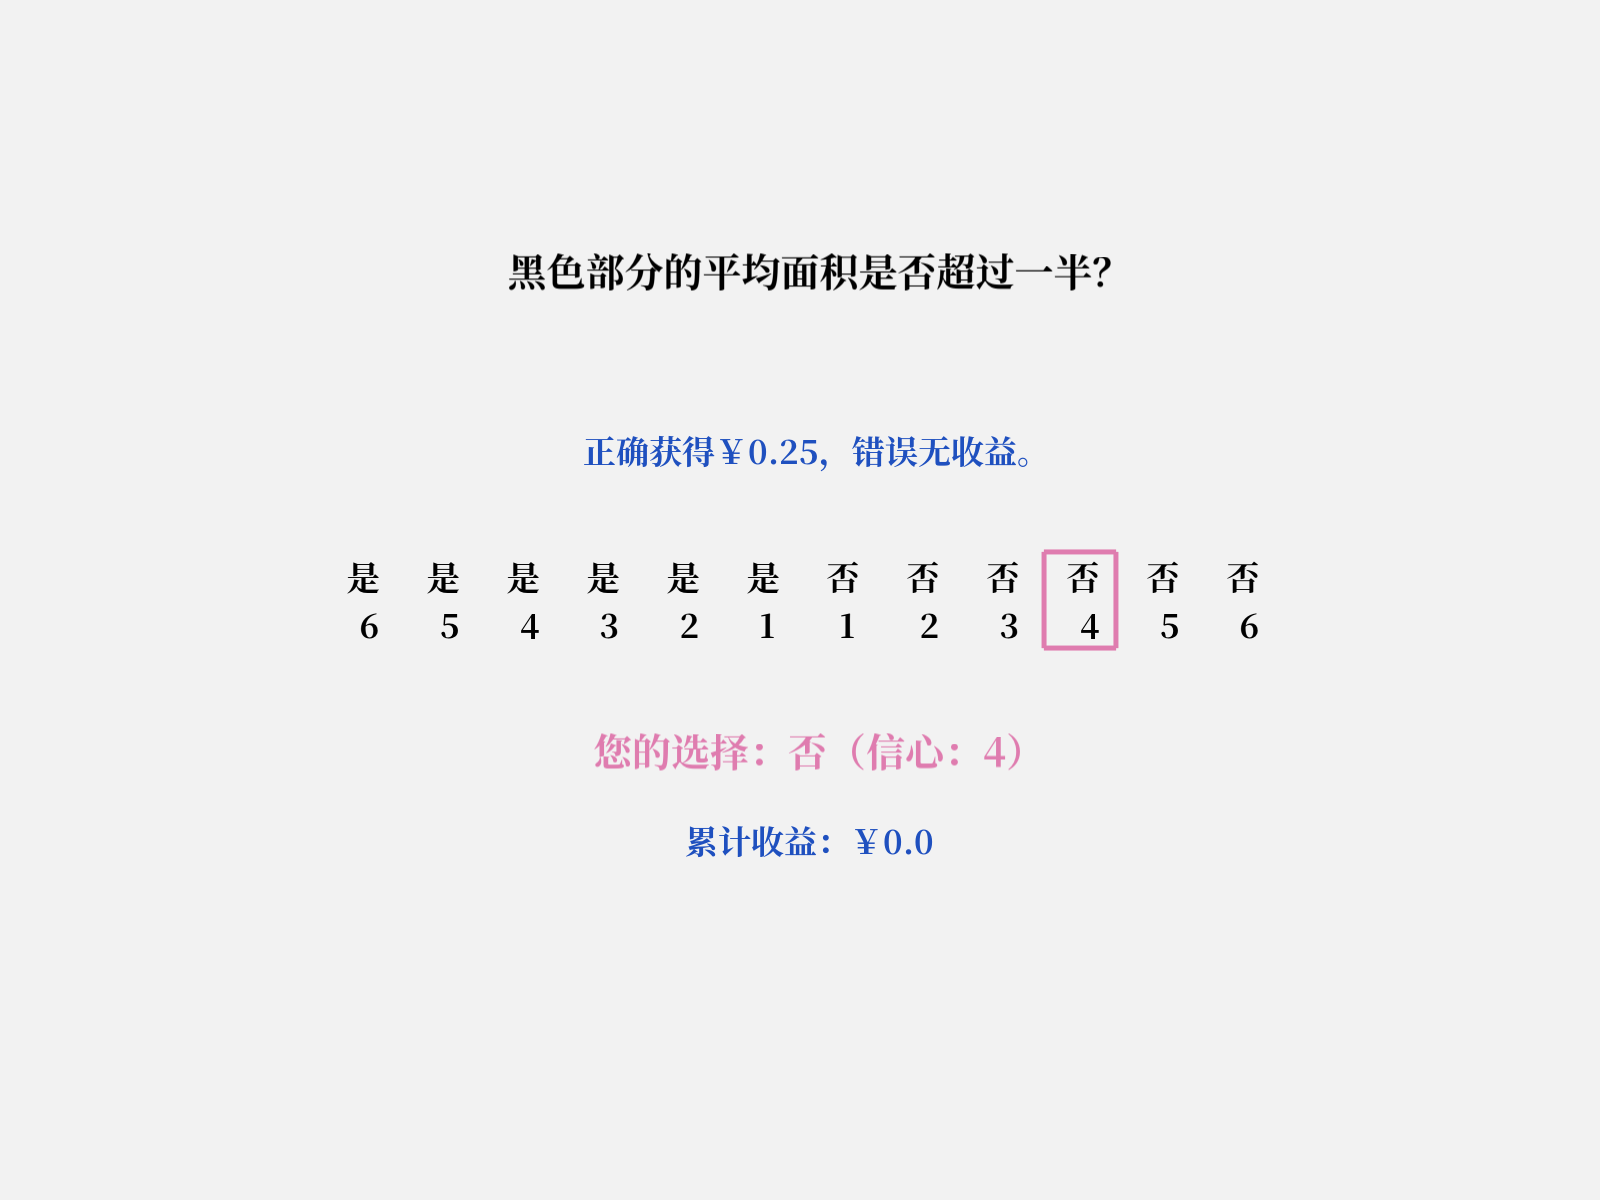 黑色部分的平均面积是否超过一半？
正确获得￥0.25，错误无收益。
是 是 是 是 是 是 否 否 否 否 否 否
6 5 4 3 2 1 1 2 3 4 5 6
您的选择：否（信心：4）
累计收益：￥0.0